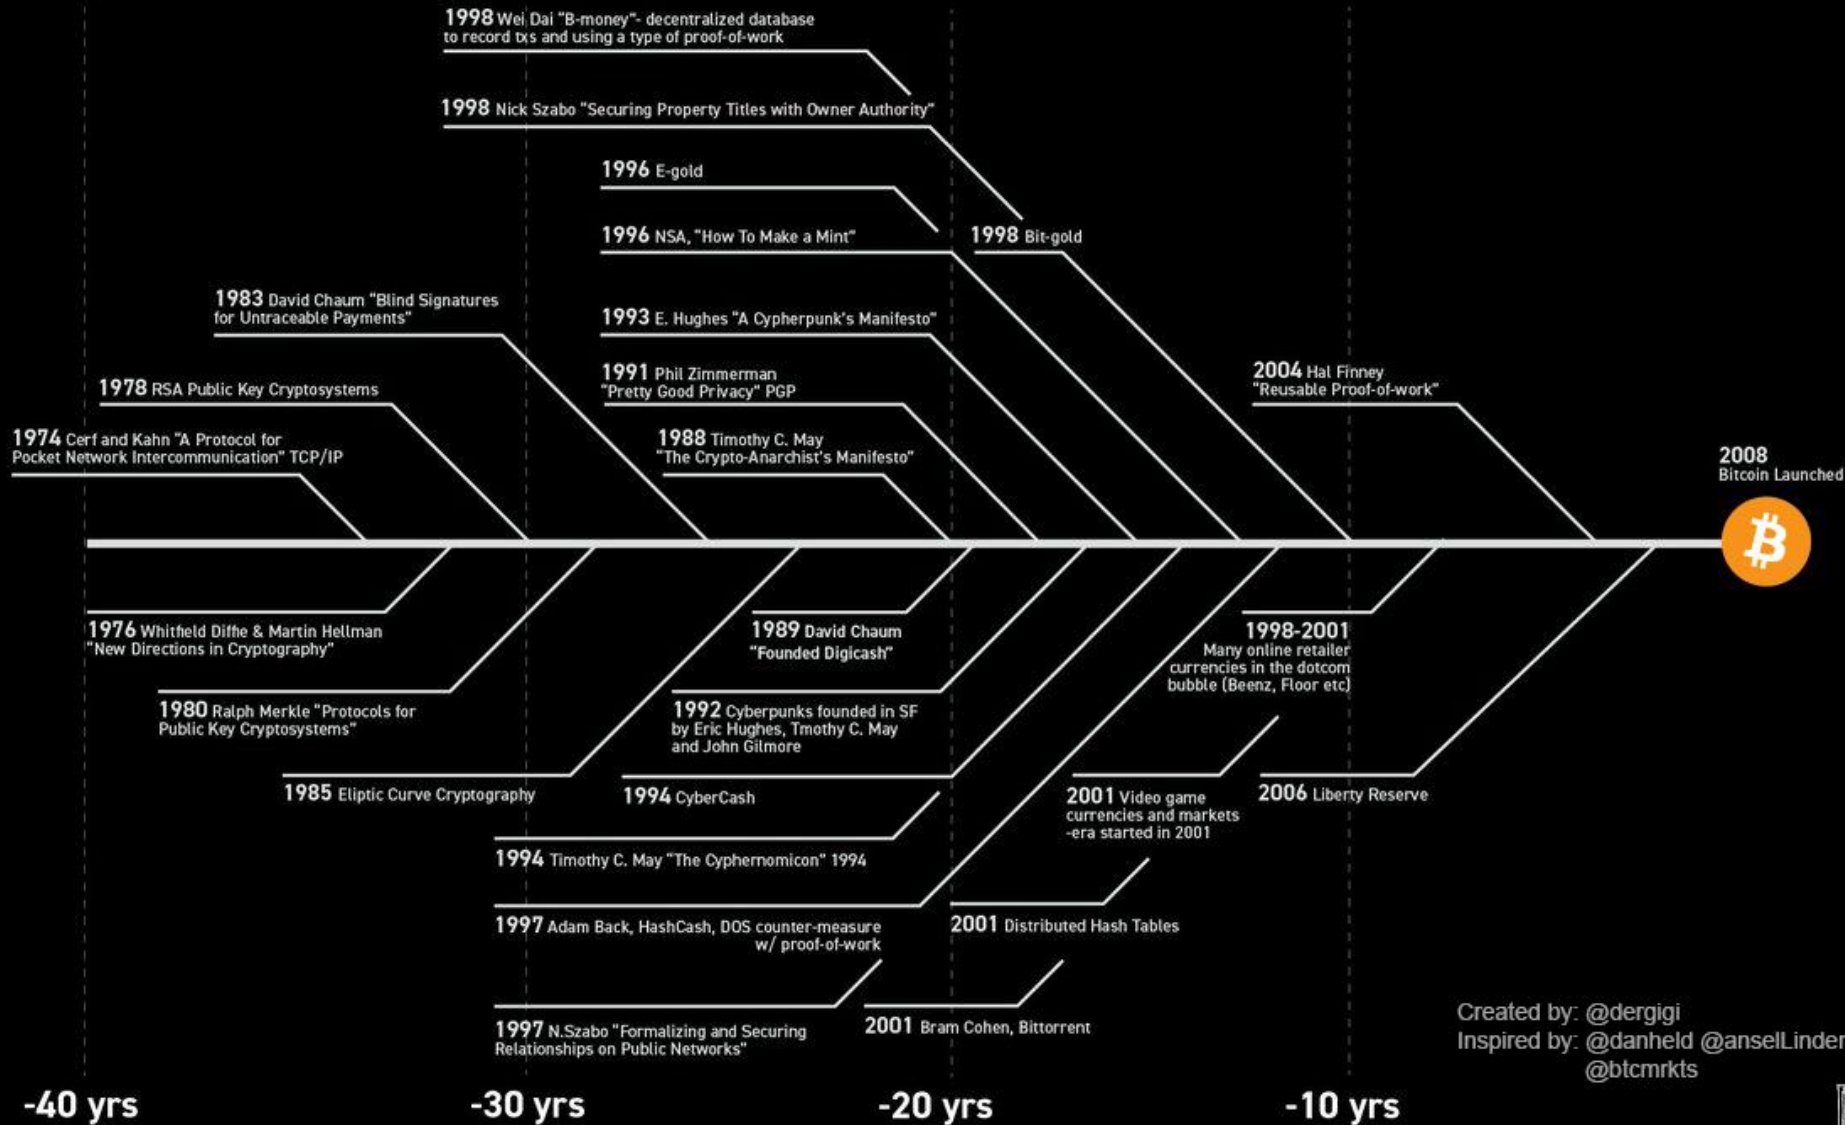 1998 Wei Dai "B-money"- decentralized database
to record txs and using a type of proof-of-work
1998 Nick Szabo "Securing Property Titles with Owner Authority"
1996 E-gold
1996 NSA, "How To Make a Mint"
1998 Bit-gold
1983 David Chaum "Blind Signatures
for Untraceable Payments"
1993 E. Hughes "A Cypherpunk's Manifesto"
1991 Phil Zimmerman
"Pretty Good Privacy" PGP
2004 Hal Finney
"Reusable Proof-of-work"
1978 RSA Public Key Cryptosystems
1974 Cerf and Kahn "A Protocol for
Pocket Network Intercommunication" TCP/IP
1988 Timothy C. May
"The Crypto-Anarchist's Manifesto"
2008
Bitcoin Launched
1976 Whitfield Diffie & Martin Hellman
"New Directions in Cryptography"
1989 David Chaum
"Founded Digicash"
1998-2001
Many online retailer
currencies in the dotcom
bubble (Beenz, Floor etc)
1980 Ralph Merkle "Protocols for
Public Key Cryptosystems"
1992 Cyberpunks founded in SF
by Eric Hughes, Tmothy C. May
and John Gilmore
1985 Eliptic Curve Cryptography
1994 CyberCash
2001 Video game
currencies and markets
-era started in 2001
2006 Liberty Reserve
1994 Timothy C. May "The Cyphernomicon" 1994
1997 Adam Back, HashCash, DOS counter-measure
w/ proof-of-work
2001 Distributed Hash Tables
1997 N.Szabo "Formalizing and Securing
Relationships on Public Networks"
2001 Bram Cohen, Bittorrent
Created by: @dergigi
Inspired by: @danheld @anselLinder
@btcmrkts
-40 yrs
-30 yrs
-20 yrs
-10 yrs